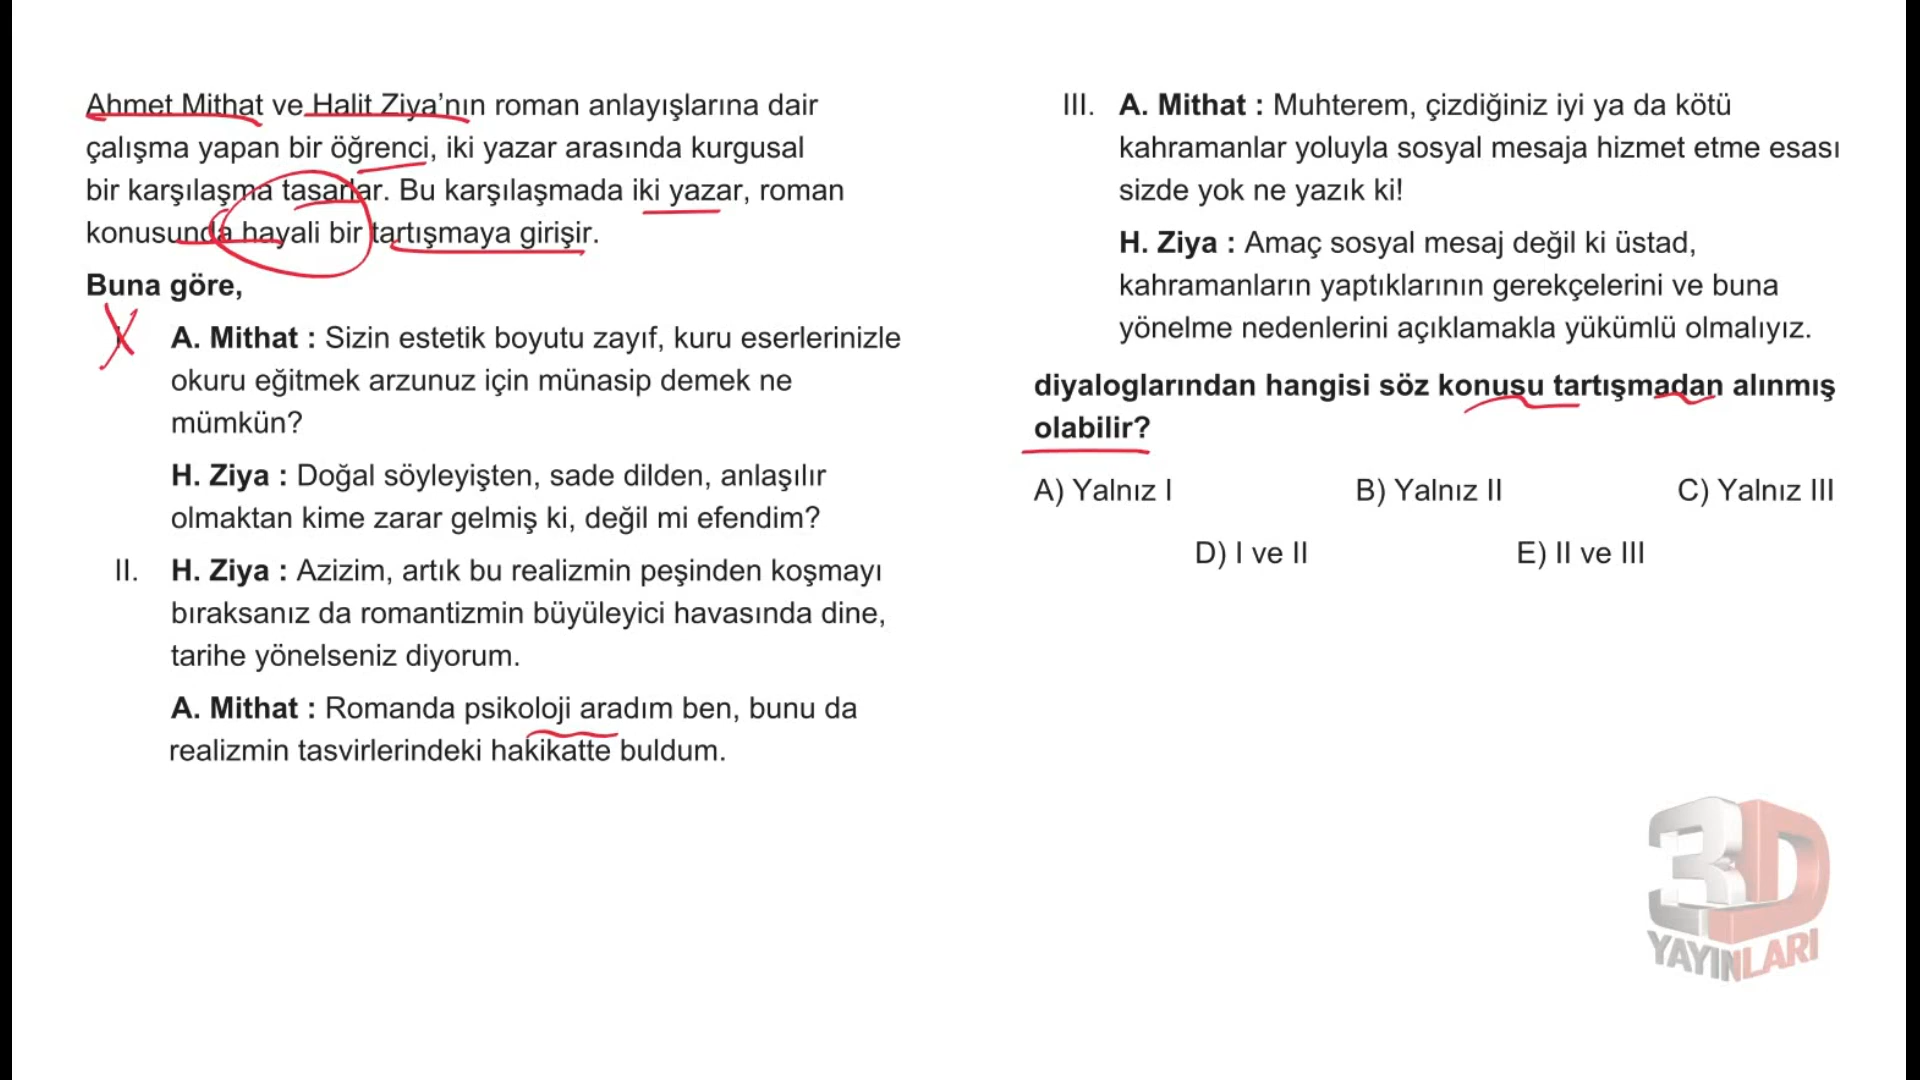 Ahmet Mithat ve Halit Ziya'nın roman anlayışlarına dair
çalışma yapan bir öğrenci, iki yazar arasında kurgusal
bir karşılaşma tasarlar. Bu karşılaşmada iki yazar, roman
konusunda hayali bir tartışmaya girişir.
Buna göre,
I. A. Mithat : Sizin estetik boyutu zayıf, kuru eserlerinizle
okuru eğitmek arzunuz için münasip demek ne
mümkün?
H. Ziya : Doğal söyleyişten, sade dilden, anlaşılır
olmaktan kime zarar gelmiş ki, değil mi efendim?
II. H. Ziya : Azizim, artık bu realizmin peşinden koşmayı
bıraksanız da romantizmin büyüleyici havasında dine,
tarihe yönelseniz diyorum.
A. Mithat : Romanda psikoloji aradım ben, bunu da
realizmin tasvirlerindeki hakikatte buldum.
III. A. Mithat : Muhterem, çizdiğiniz iyi ya da kötü
kahramanlar yoluyla sosyal mesaja hizmet etme esası
sizde yok ne yazık ki!
H. Ziya : Amaç sosyal mesaj değil ki üstad,
kahramanların yaptıklarının gerekçelerini ve buna
yönelme nedenlerini açıklamakla yükümlü olmalıyız.
diyaloglarından hangisi söz konusu tartışmadan alınmış
olabilir?
A) Yalnız I B) Yalnız II C) Yalnız III
D) I ve II E) II ve III
3D
YAYINLARI